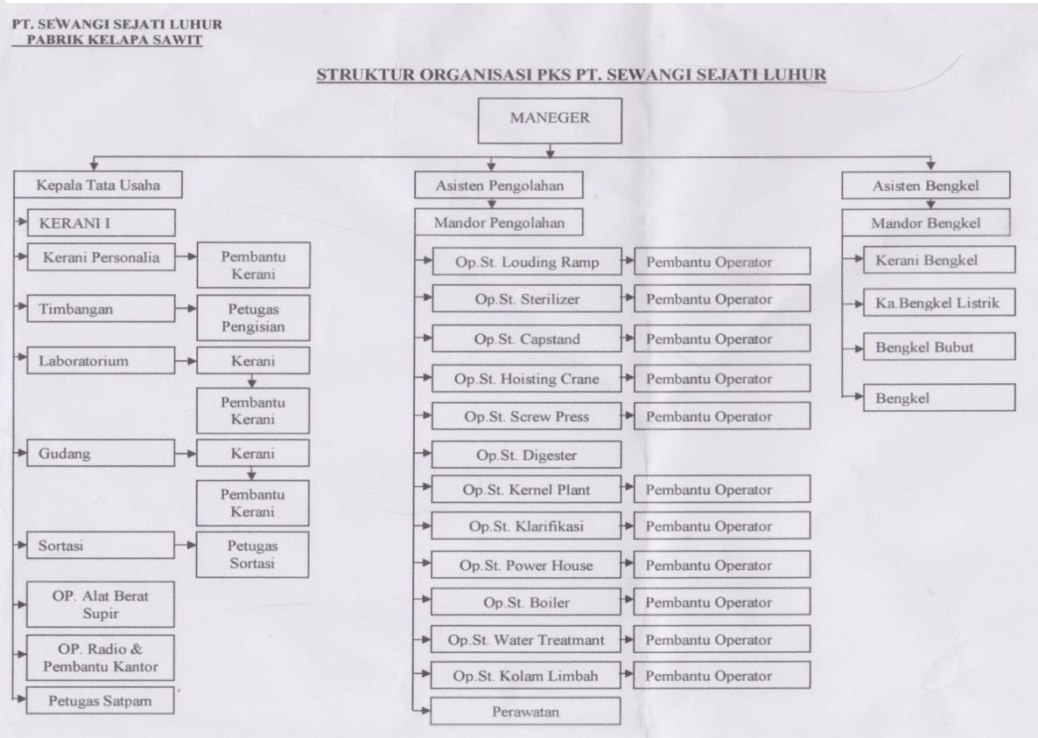 PT. SEWANGI SEJATI LUHUR
PABRIK KELAPA SAWIT
STRUKTUR ORGANISASI PKS PT. SEWANGI SEJATI LUHUR
MANEGER
Kepala Tata Usaha
KERANI I
Kerani Personalia
Pembantu
Kerani
Timbangan
Petugas
Pengisian
Laboratorium
Kerani
Pembantu
Kerani
Gudang
Kerani
Pembantu
Kerani
Sortasi
Petugas
Sortasi
OP. Alat Berat
Supir
OP. Radio &
Pembantu Kantor
Petugas Satpam
Asisten Pengolahan
Mandor Pengolahan
Op.St. Louding Ramp
Pembantu Operator
Op.St. Sterilizer
Pembantu Operator
Op.St. Capstand
Pembantu Operator
Op.St. Hoisting Crane
Pembantu Operator
Op.St. Screw Press
Pembantu Operator
Op.St. Digester
Op.St. Kernel Plant
Pembantu Operator
Op.St. Klarifikasi
Pembantu Operator
Op.St. Power House
Pembantu Operator
Op.St. Boiler
Pembantu Operator
Op.St. Water Treatmant
Pembantu Operator
Op.St. Kolam Limbah
Pembantu Operator
Perawatan
Asisten Bengkel
Mandor Bengkel
Kerani Bengkel
Ka.Bengkel Listrik
Bengkel Bubut
Bengkel